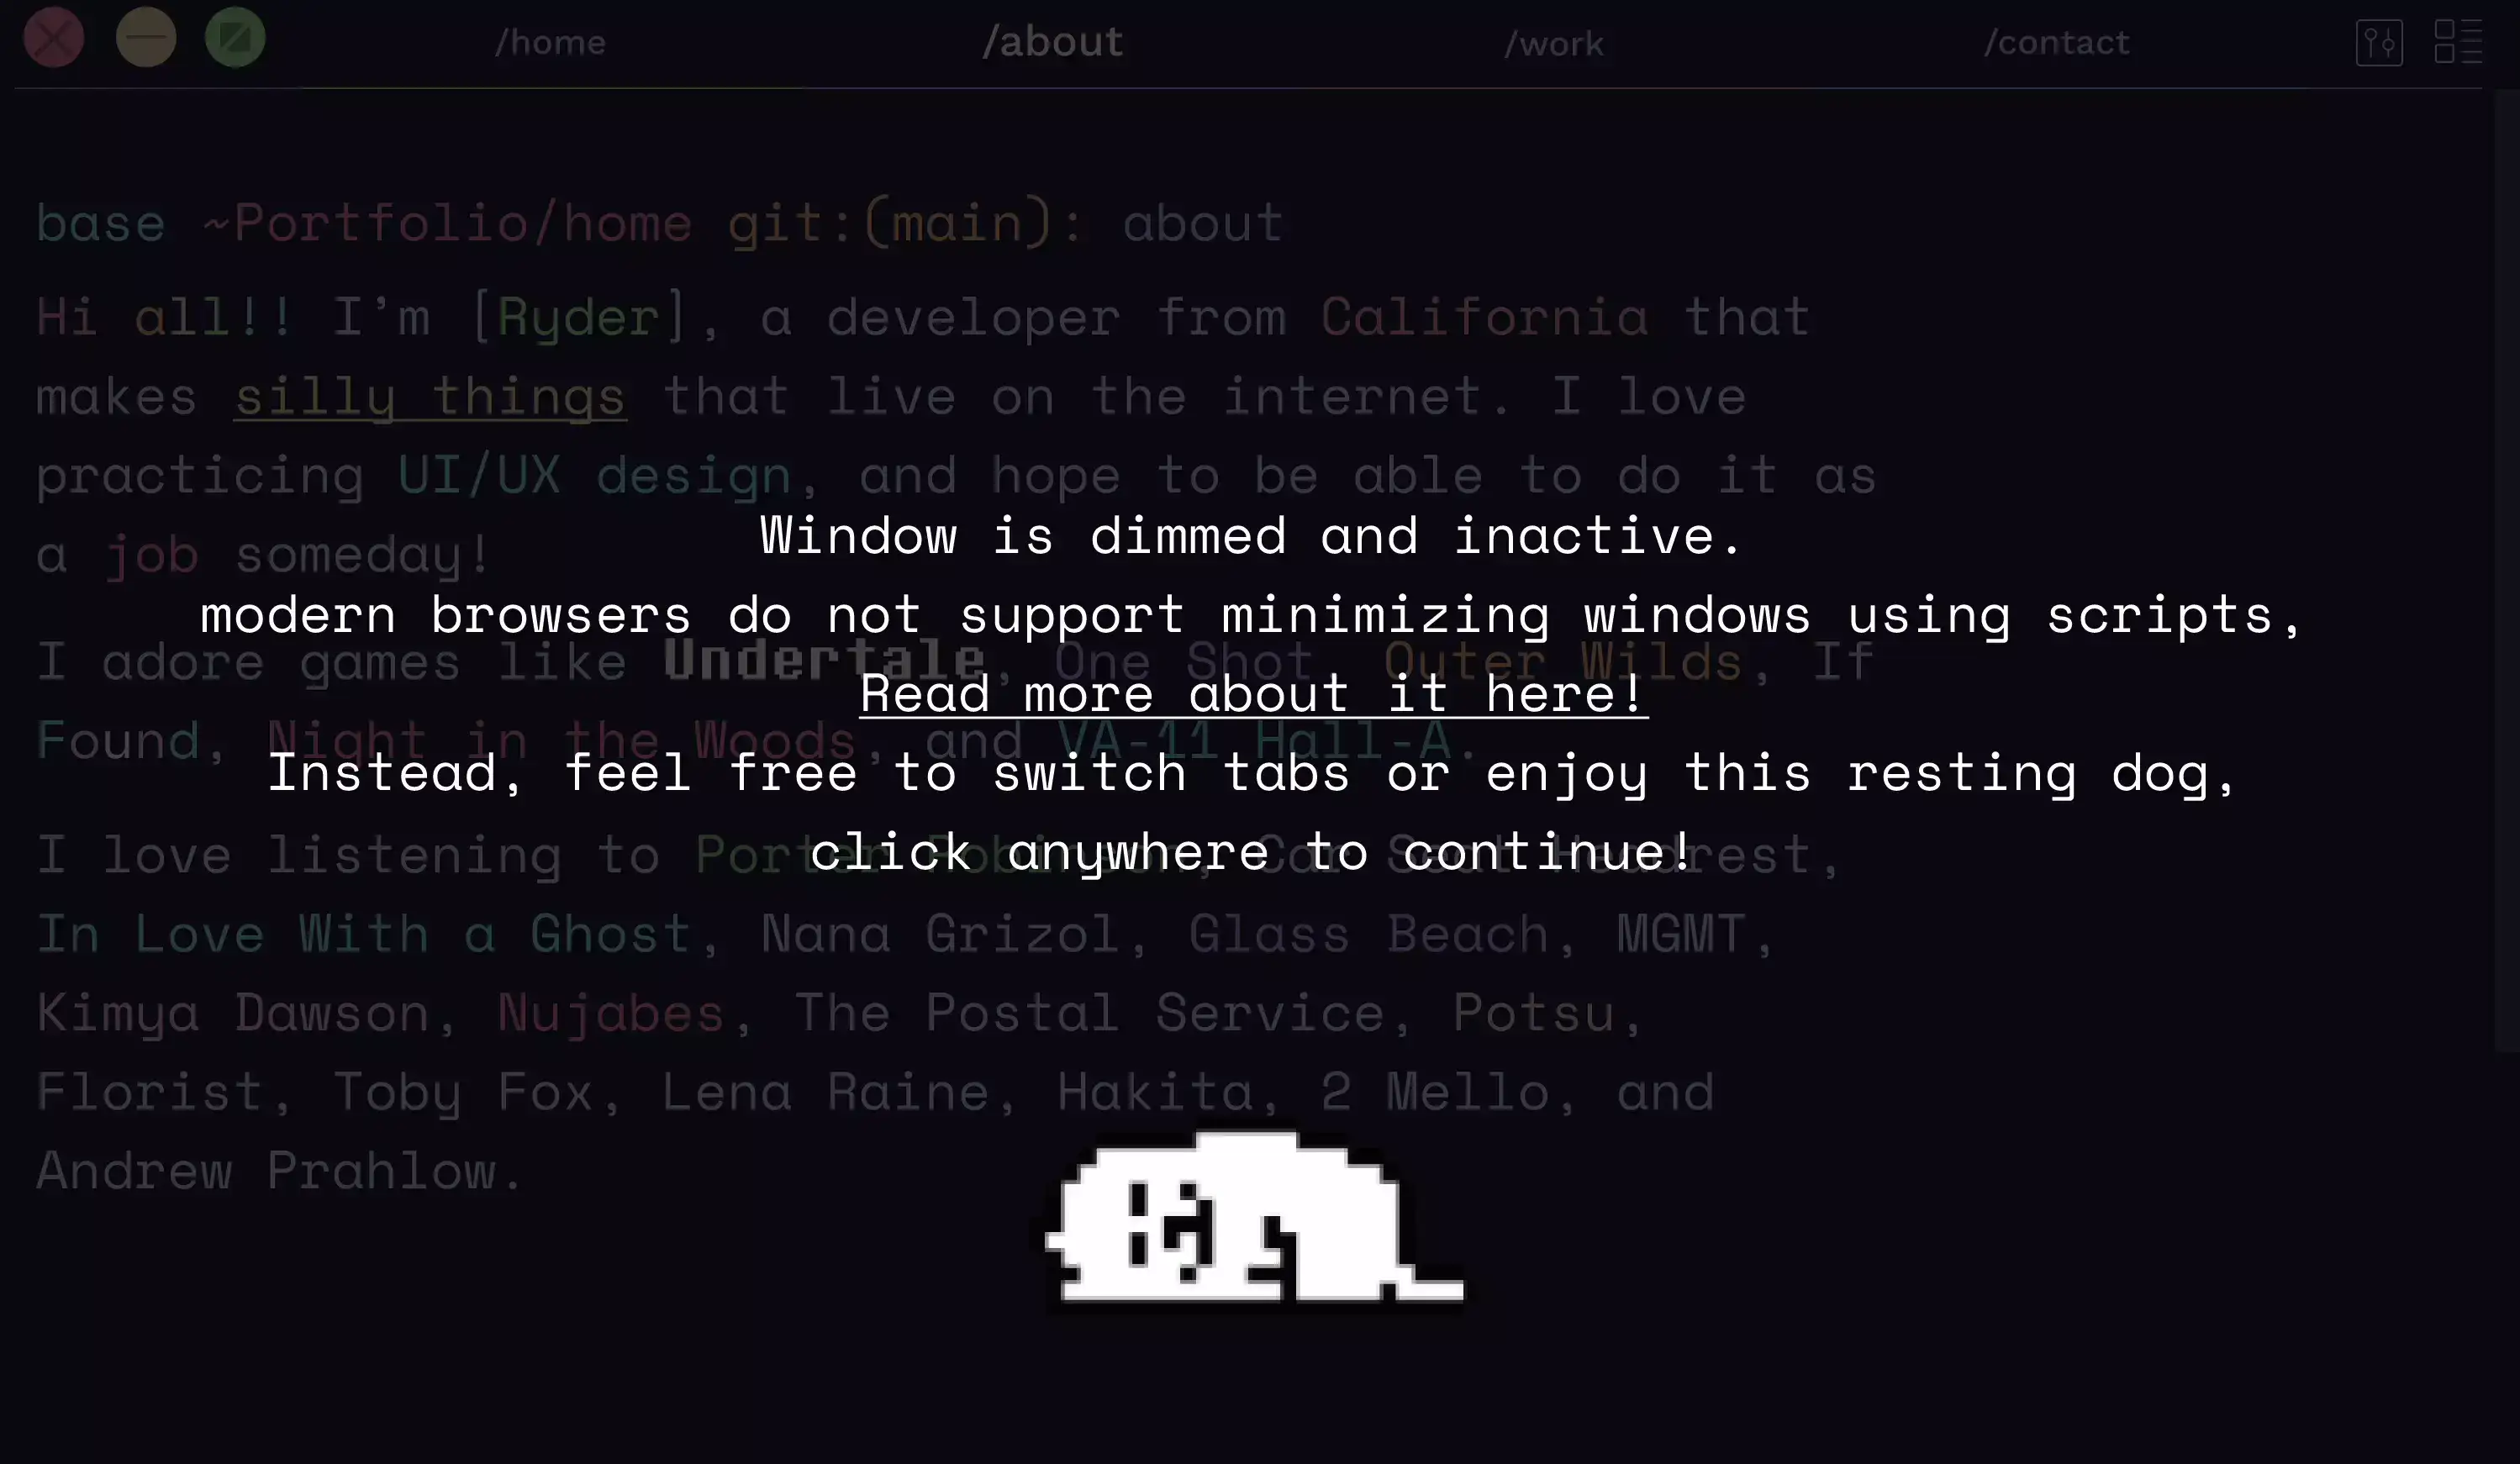 /home /about /work /contact
base ~Portfolio/home git:(main): about
Hi all!! I'm [Ryder], a developer from California that
makes silly things that live on the internet. I love
practicing UI/UX design, and hope to be able to do it as
a job someday!
I adore games like Undertale, One Shot, Outer Wilds, If
Found, Night in the Woods, and VA-11 Hall-A.
I love listening to Porter Robinson, Car Seat Headrest,
In Love With a Ghost, Nana Grizol, Glass Beach, MGMT,
Kimya Dawson, Nujabes, The Postal Service, Potsu,
Florist, Toby Fox, Lena Raine, Hakita, 2 Mello, and
Andrew Prahlow.
Window is dimmed and inactive.
modern browsers do not support minimizing windows using scripts,
Read more about it here!
Instead, feel free to switch tabs or enjoy this resting dog,
click anywhere to continue!